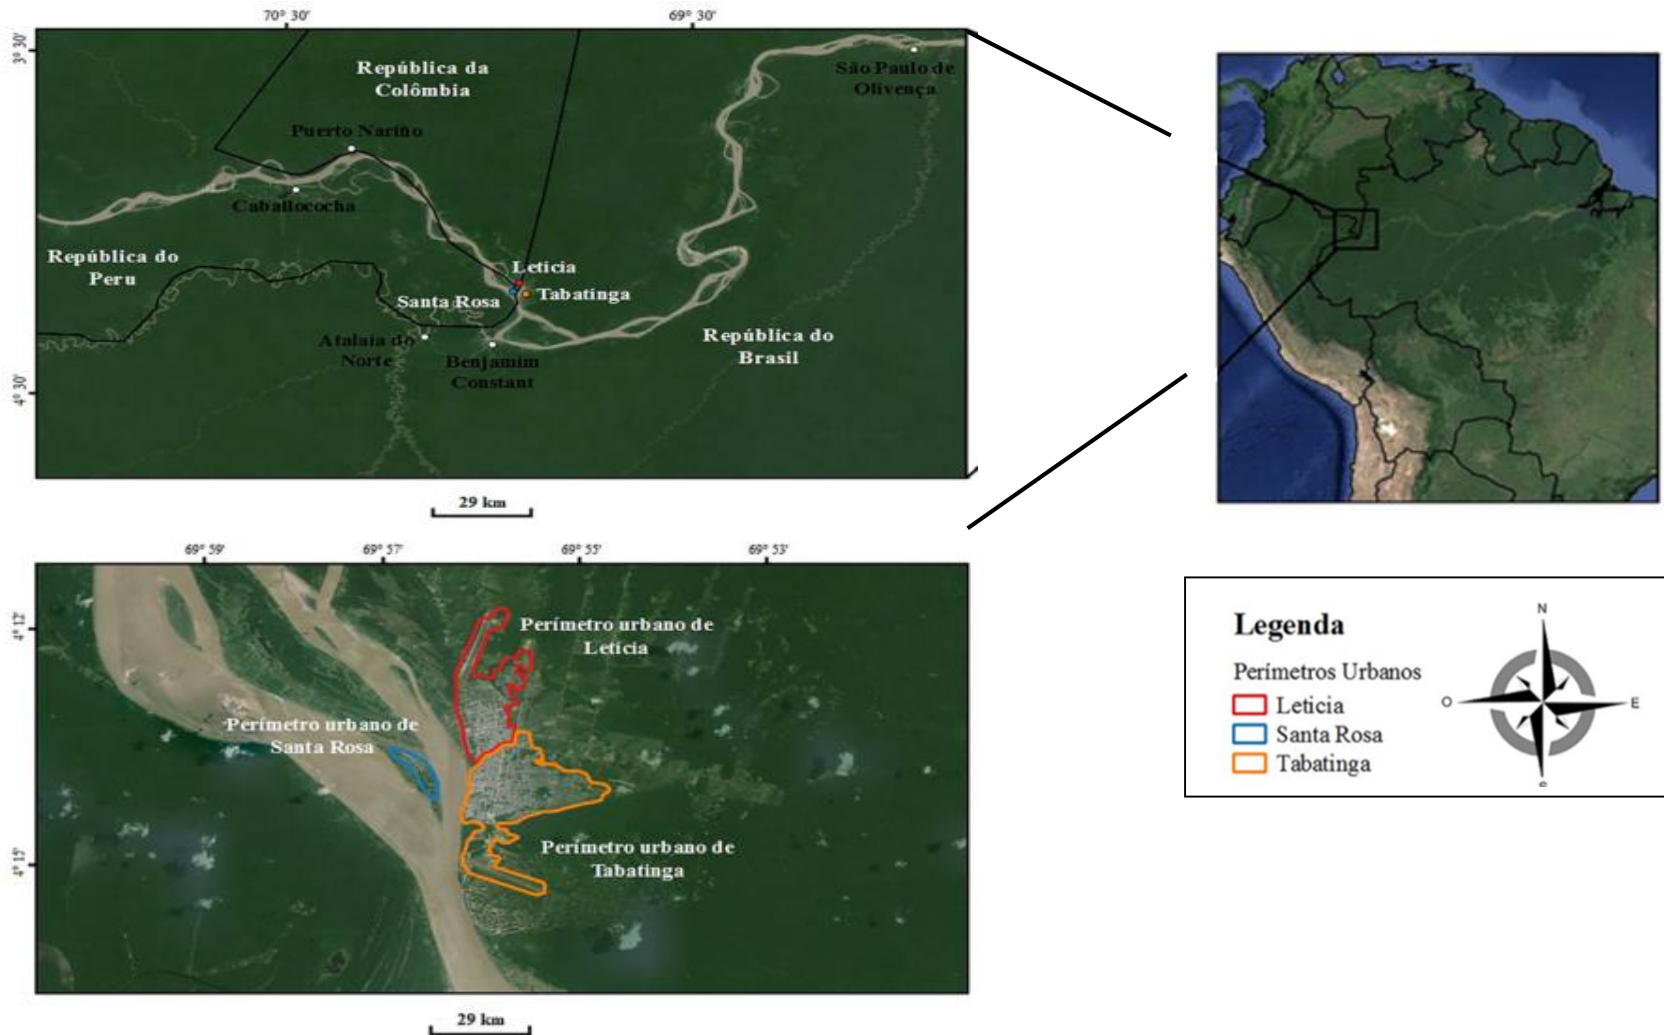 70° 30'
69° 30'
3° 30'
República da
Colômbia
São Paulo de
Olivença
Puerto Nariño
Caballococha
República do
Peru
Leticia
Santa Rosa
Tabatinga
Atalaia do
Norte
Benjamim
Constant
República do
Brasil
4° 30'
29 km
69° 59'
69° 57'
69° 55'
69° 53'
4° 12'
Perímetro urbano de
Leticia
Perímetro urbano de
Santa Rosa
4° 15'
Perímetro urbano de
Tabatinga
29 km
Legenda
Perímetros Urbanos
Leticia
Santa Rosa
Tabatinga
N
O
E
S